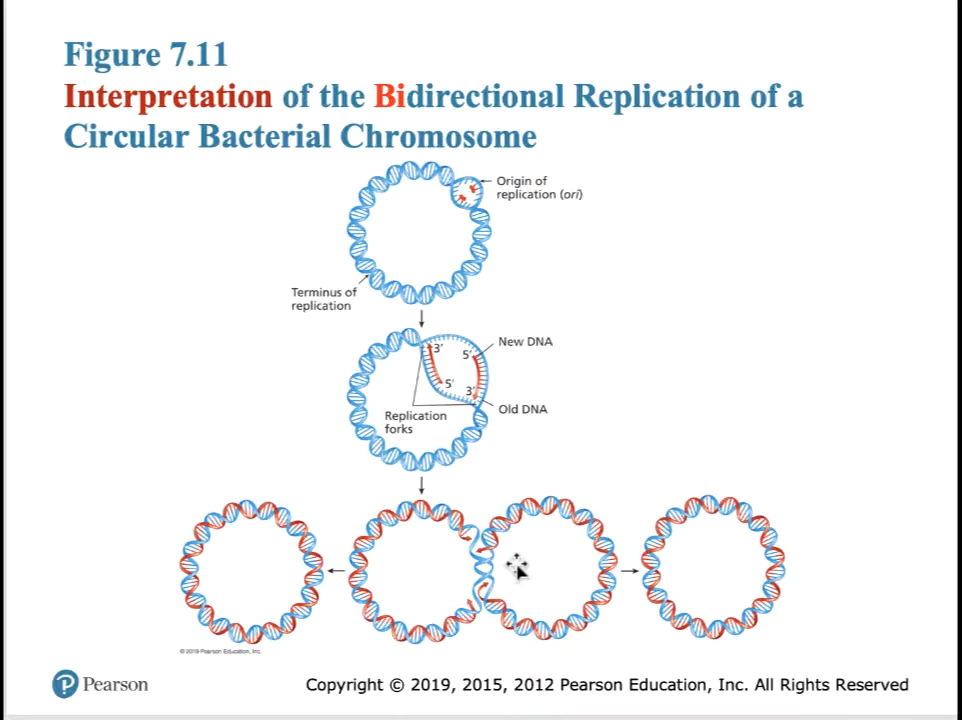 Figure 7.11
Interpretation of the Bidirectional Replication of a
Circular Bacterial Chromosome
Origin of
replication (ori)
Terminus of
replication
3′
5′
New DNA
5′
3′
Old DNA
Replication
forks
© 2019 Pearson Education, Inc.
P Pearson
Copyright © 2019, 2015, 2012 Pearson Education, Inc. All Rights Reserved